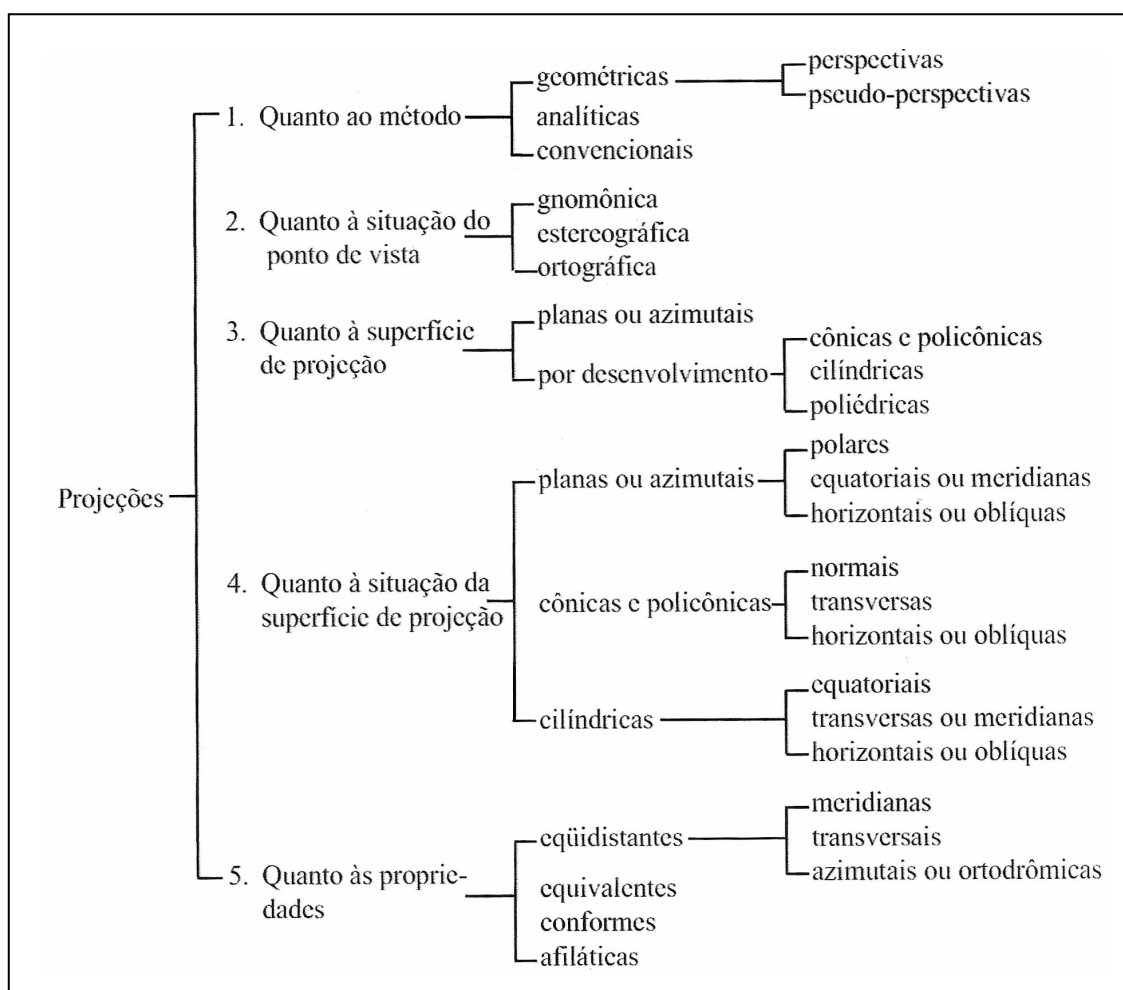 Projeções
1. Quanto ao método
geométricas
perspectivas
pseudo-perspectivas
analíticas
convencionais
2. Quanto à situação do
ponto de vista
gnomônica
estereográfica
ortográfica
3. Quanto à superfície
de projeção
planas ou azimutais
por desenvolvimento
cônicas e policônicas
cilíndricas
poliédricas
4. Quanto à situação da
superfície de projeção
planas ou azimutais
polares
equatoriais ou meridianas
horizontais ou oblíquas
cônicas e policônicas
normais
transversas
horizontais ou oblíquas
cilíndricas
equatoriais
transversas ou meridianas
horizontais ou oblíquas
5. Quanto às proprie-
dades
eqüidistantes
meridianas
transversais
azimutais ou ortodrômicas
equivalentes
conformes
afiláticas